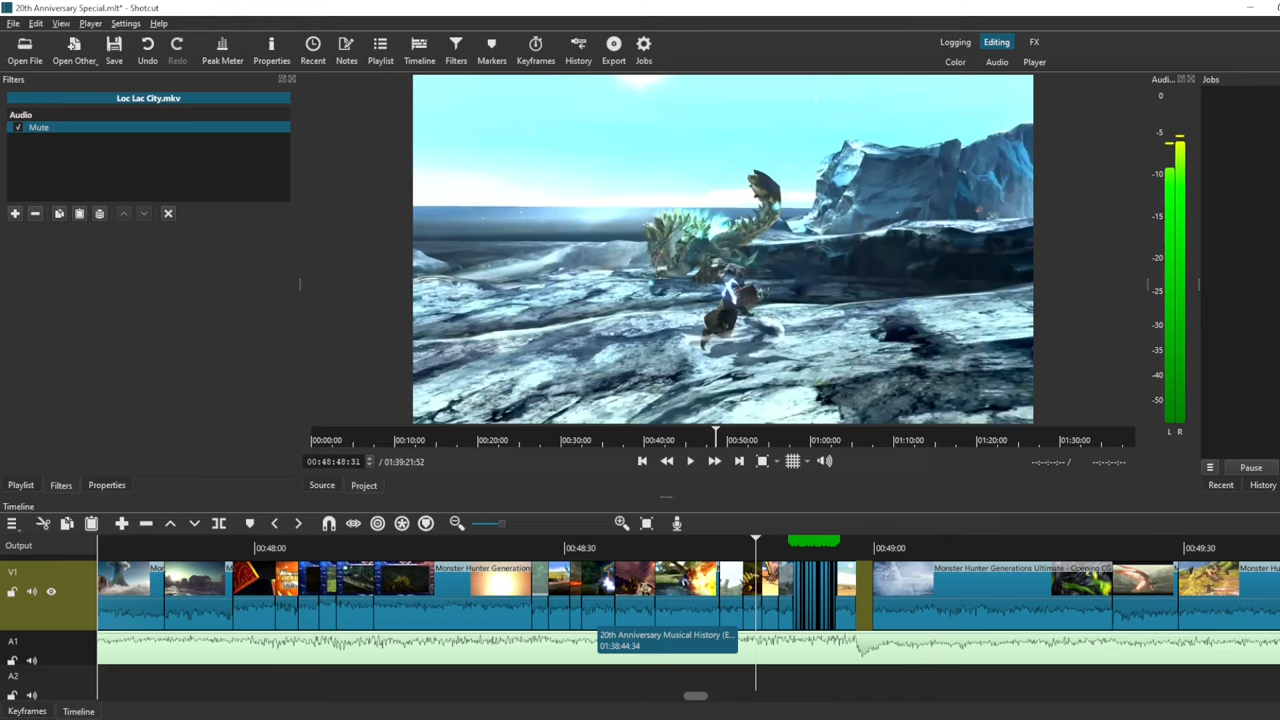 20th Anniversary Special.mlt* - Shotcut
File Edit View Player Settings Help
Open File Open Other.. Save Undo Redo Peak Meter Properties Recent Notes Playlist Timeline Filters Markers Keyframes History Export Jobs
Logging Editing FX
Color Audio Player
Filters
Loc Lac City.mkv
Audio
Mute
Audi...
Jobs
0
-5
-10
-15
-20
-25
-30
-35
-40
-50
L R
00:00:00 00:10:00 00:20:00 00:30:00 00:40:00 00:50:00 01:00:00 01:10:00 01:20:00 01:30:00
00:48:48:31 / 01:39:21:52
--:--:--:-- / --:--:--:--
Pause
Playlist Filters Properties
Source Project
Recent History
Timeline
Output
00:48:00 00:48:30 00:49:00 00:49:30
V1
Mon M Monster Hunter Generations Monster Hunter Generations Ultimate - Opening CG Monster Hu
A1
20th Anniversary Musical History (E...
01:38:44:34
A2
Keyframes Timeline